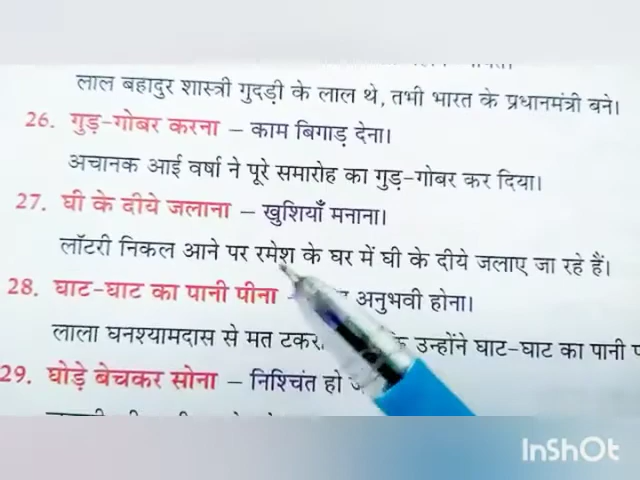 लाल बहादुर शास्त्री गुदड़ी के लाल थे, तभी भारत के प्रधानमंत्री बने।
26. गुड़-गोबर करना – काम बिगाड़ देना।
अचानक आई वर्षा ने पूरे समारोह का गुड़-गोबर कर दिया।
27. घी के दीये जलाना – खुशियाँ मनाना।
लॉटरी निकल आने पर रमेश के घर में घी के दीये जलाए जा रहे हैं।
28. घाट-घाट का पानी पीना – अनुभवी होना।
लाला घनश्यामदास से मत उन्होंने घाट-घाट का पानी
29. घोड़े बेचकर सोना – निश्चिंत हो
InShOt